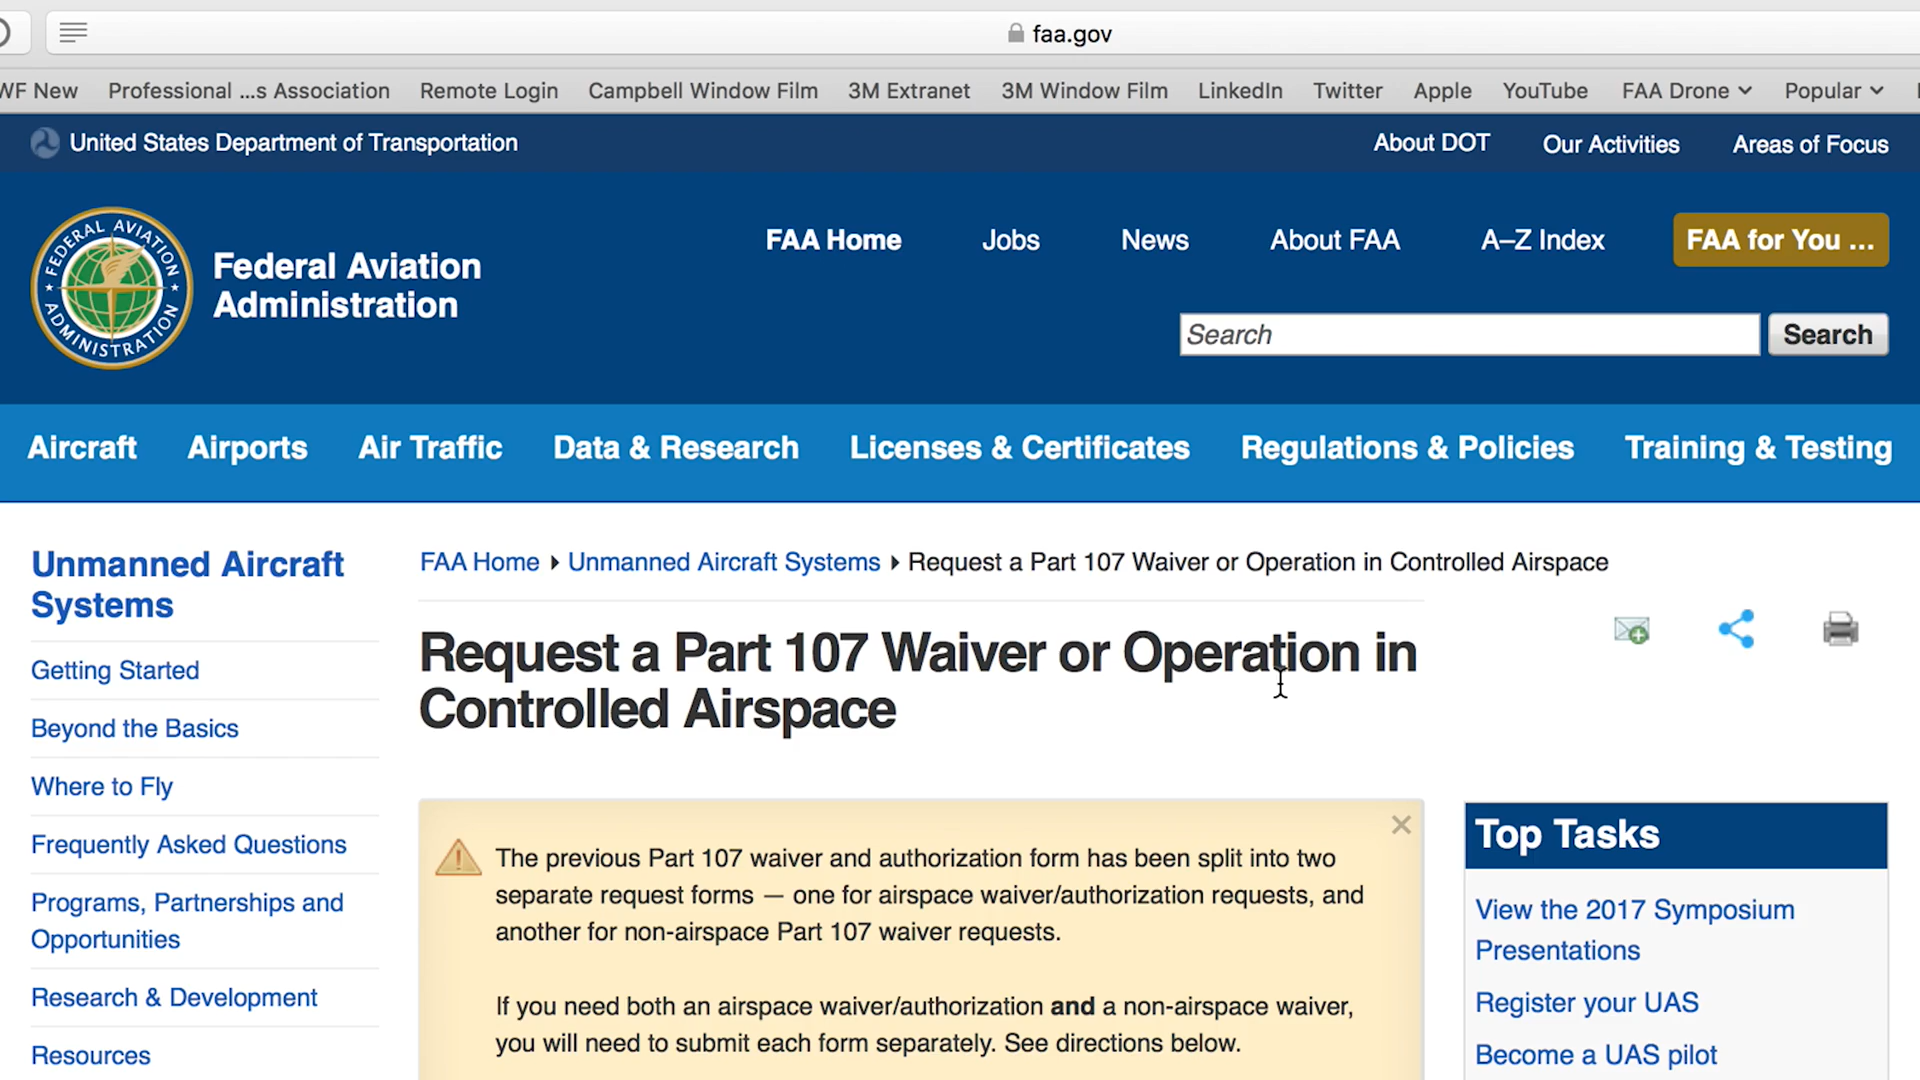 faa.gov
WF New Professional ...s Association Remote Login Campbell Window Film 3M Extranet 3M Window Film LinkedIn Twitter Apple YouTube FAA Drone Popular
United States Department of Transportation
About DOT Our Activities Areas of Focus
FEDERAL AVIATION ADMINISTRATION
Federal Aviation
Administration
FAA Home Jobs News About FAA A–Z Index FAA for You ...
Search Search
Aircraft Airports Air Traffic Data & Research Licenses & Certificates Regulations & Policies Training & Testing
Unmanned Aircraft
Systems
Getting Started
Beyond the Basics
Where to Fly
Frequently Asked Questions
Programs, Partnerships and
Opportunities
Research & Development
Resources
FAA Home Unmanned Aircraft Systems Request a Part 107 Waiver or Operation in Controlled Airspace
Request a Part 107 Waiver or Operation in
Controlled Airspace
The previous Part 107 waiver and authorization form has been split into two
separate request forms — one for airspace waiver/authorization requests, and
another for non-airspace Part 107 waiver requests.
If you need both an airspace waiver/authorization and a non-airspace waiver,
you will need to submit each form separately. See directions below.
Top Tasks
View the 2017 Symposium
Presentations
Register your UAS
Become a UAS pilot